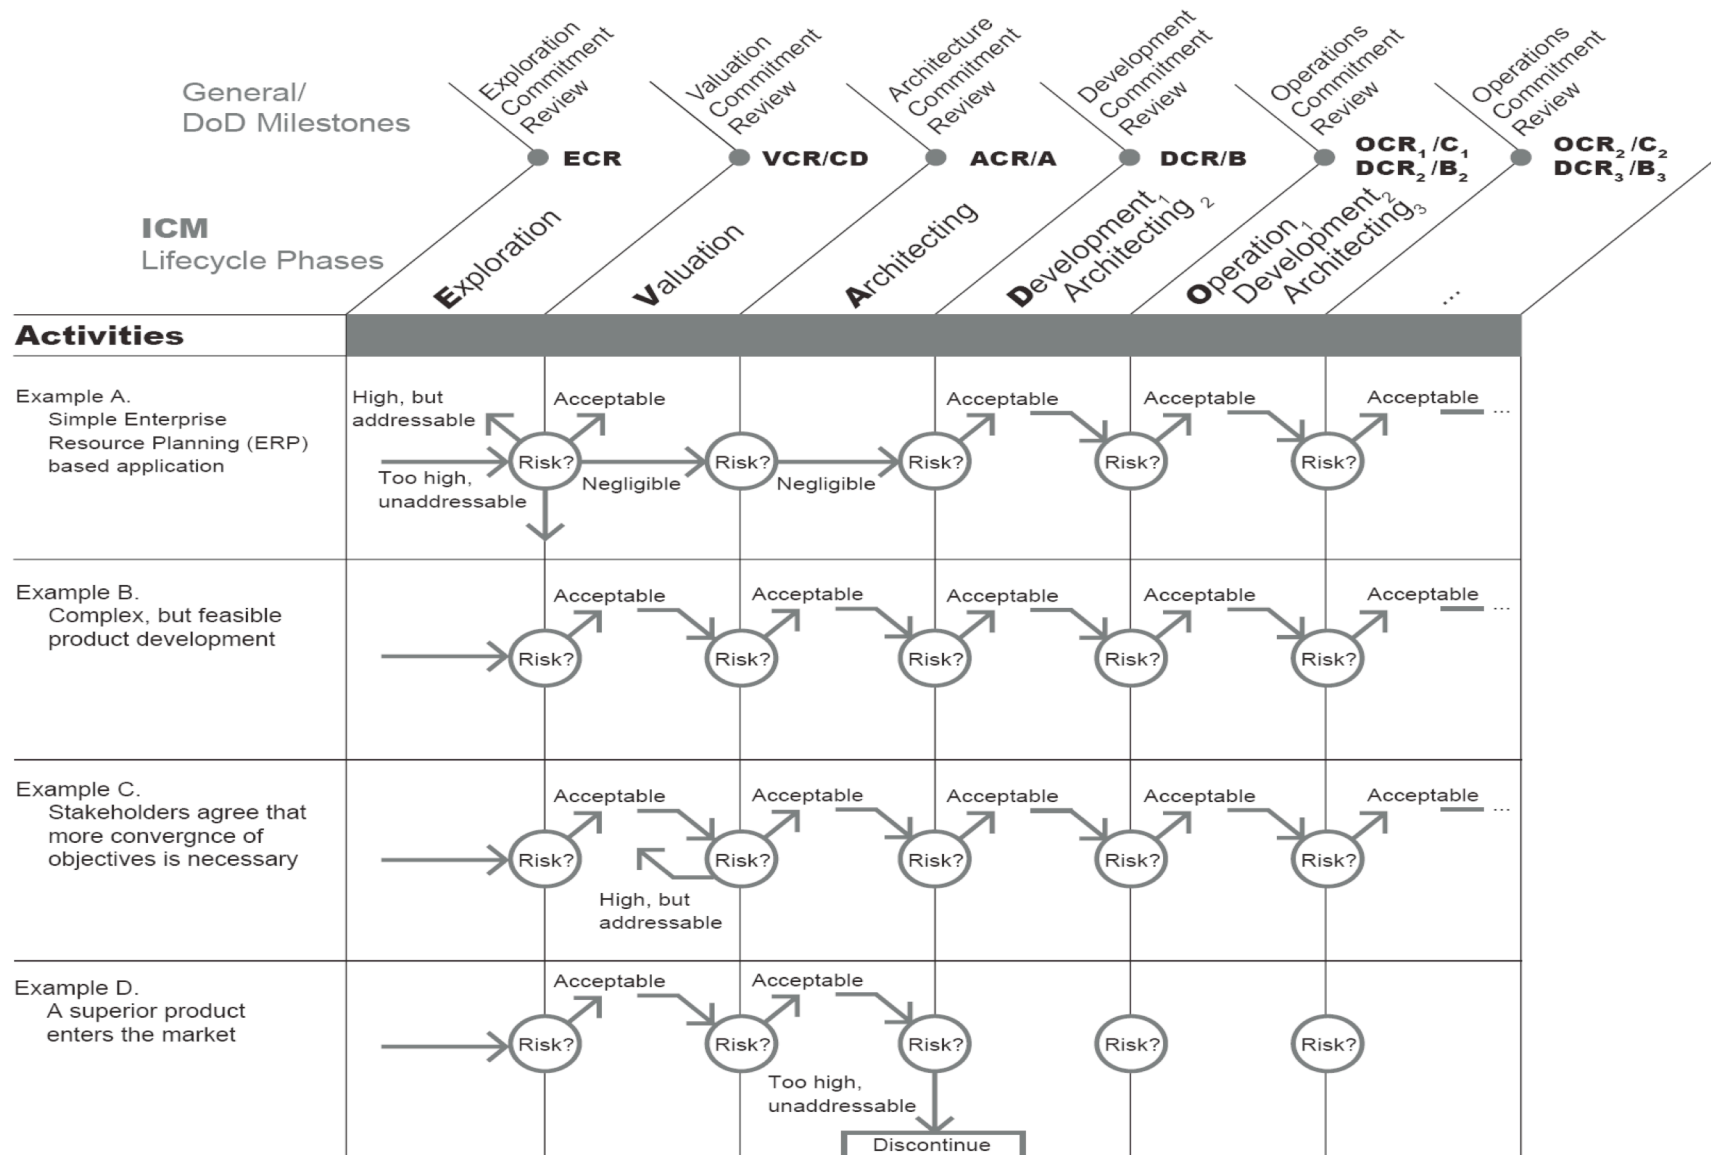 General/
DoD Milestones
Exploration
Commitment
Review
Valuation
Commitment
Review
Architecture
Commitment
Review
Development
Commitment
Review
Operations
Commitment
Review
Operations
Commitment
Review
ECR
VCR/CD
ACR/A
DCR/B
OCR₁/C₁
DCR₂/B₂
OCR₂/C₂
DCR₃/B₃
ICM
Lifecycle Phases
Exploration
Valuation
Architecting
Development₁
Architecting ₂
Operation₁
Development₂
Architecting₃
...
Activities
Example A.
Simple Enterprise
Resource Planning (ERP)
based application
High, but
addressable
Acceptable
Too high,
unaddressable
Risk?
Negligible
Risk?
Negligible
Risk?
Acceptable
Risk?
Acceptable
Risk?
Acceptable
...
Example B.
Complex, but feasible
product development
Risk?
Acceptable
Risk?
Acceptable
Risk?
Acceptable
Risk?
Acceptable
Risk?
Acceptable
...
Example C.
Stakeholders agree that
more convergnce of
objectives is necessary
Risk?
Acceptable
High, but
addressable
Risk?
Acceptable
Risk?
Acceptable
Risk?
Acceptable
Risk?
Acceptable
...
Example D.
A superior product
enters the market
Risk?
Acceptable
Risk?
Acceptable
Risk?
Too high,
unaddressable
Discontinue
Risk?
Risk?